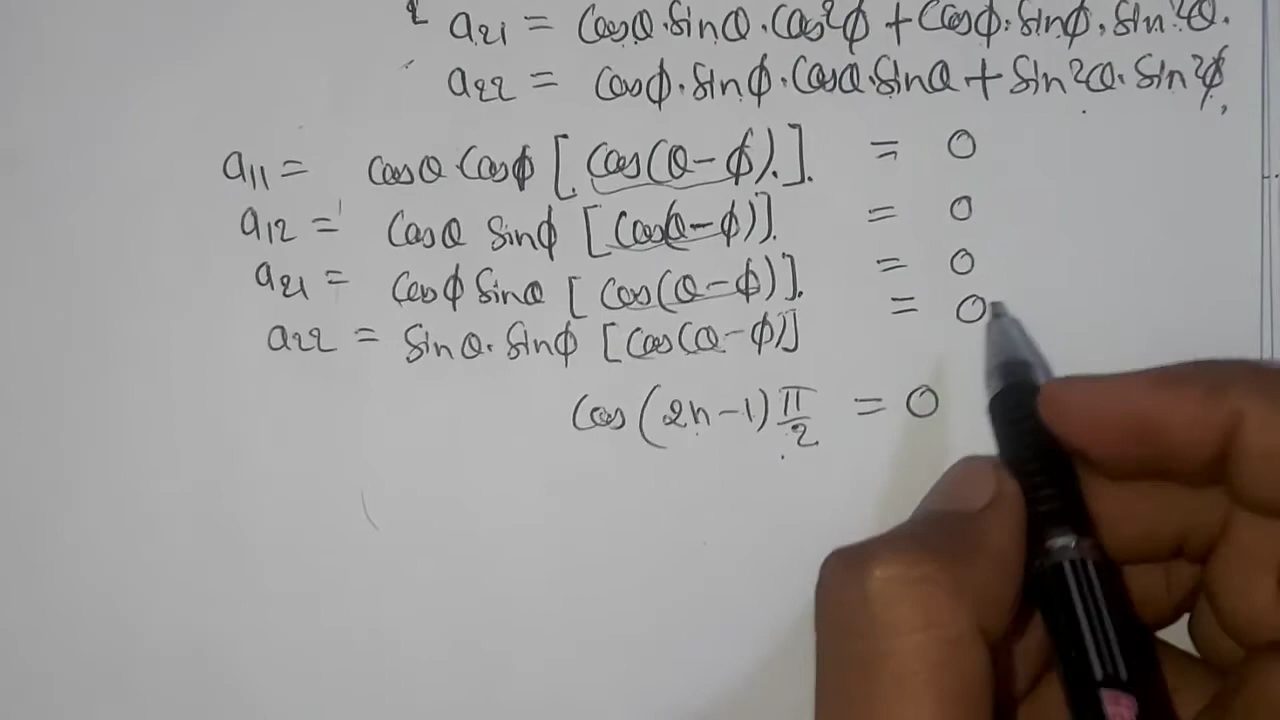 a21 = Cosθ.Sinθ.Cos²φ + Cosφ.Sinφ.Sin²θ.
a22 = Cosφ.Sinφ.Cosθ.Sinθ + Sin²θ.Sin²φ,
a11 = cosθ.Cosφ [Cos(θ-φ).]. = 0
a12 = Cosθ Sinφ [Cos(θ-φ)]. = 0
a21 = Cosφ Sinθ [Cos(θ-φ)]. = 0
a22 = Sinθ.Sinφ [Cos(θ-φ)] = 0
Cos(2n-1)π/2 = 0